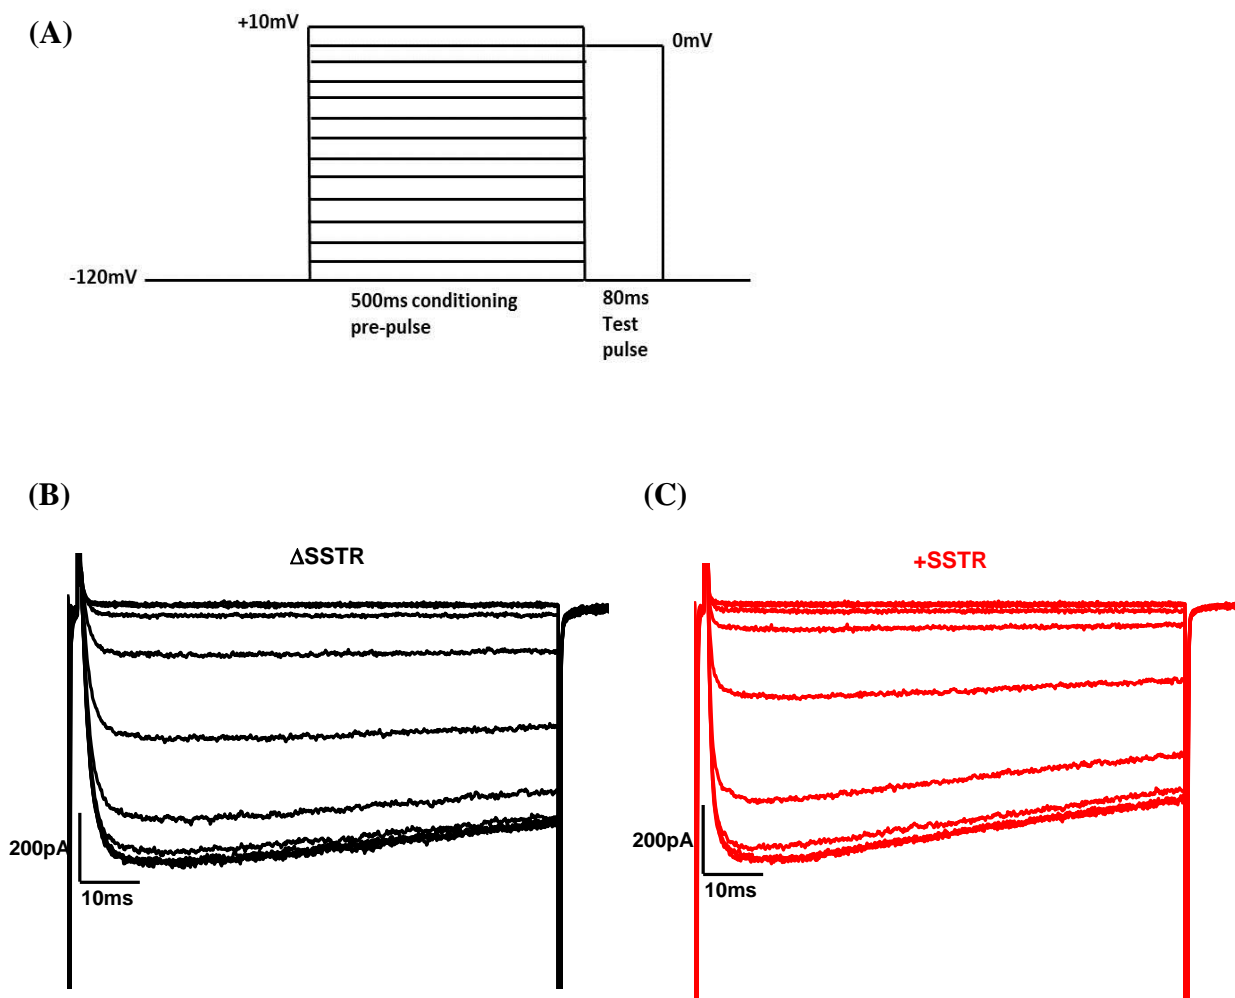 (A)
+10mV
0mV
-120mV
500ms conditioning
pre-pulse
80ms
Test
pulse
(B)
ΔSSTR
200pA
10ms
(C)
+SSTR
200pA
10ms